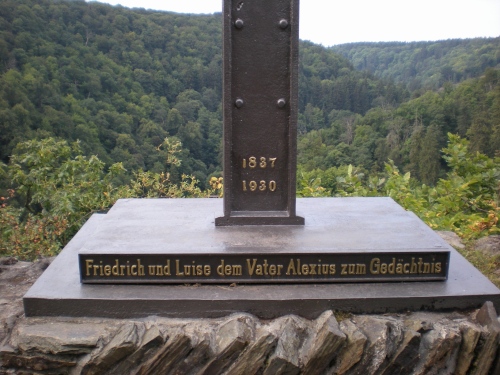 1837
1930
Friedrich und Luise dem Vater Alexius zum Gedächtnis